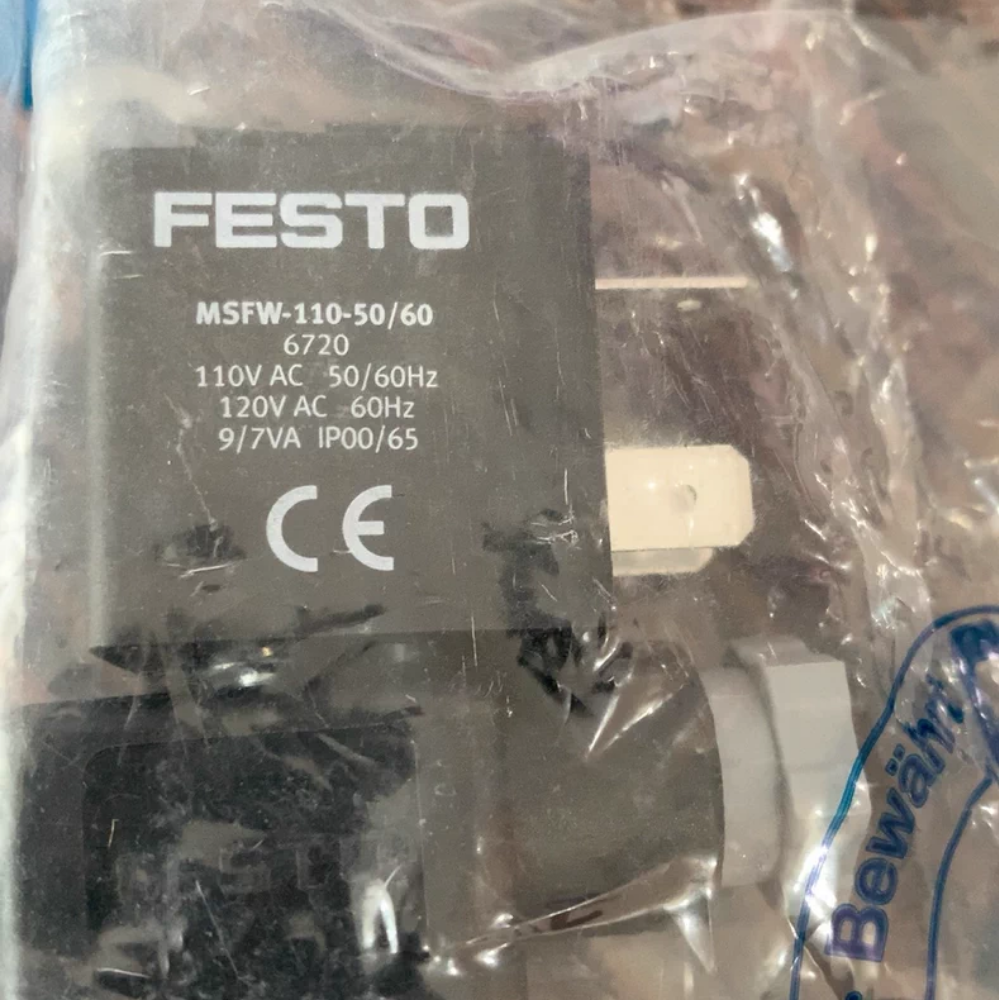 FESTO
MSFW-110-50/60
6720
110V AC 50/60Hz
120V AC 60Hz
9/7VA IP00/65
CE
FESTO
Bewährt